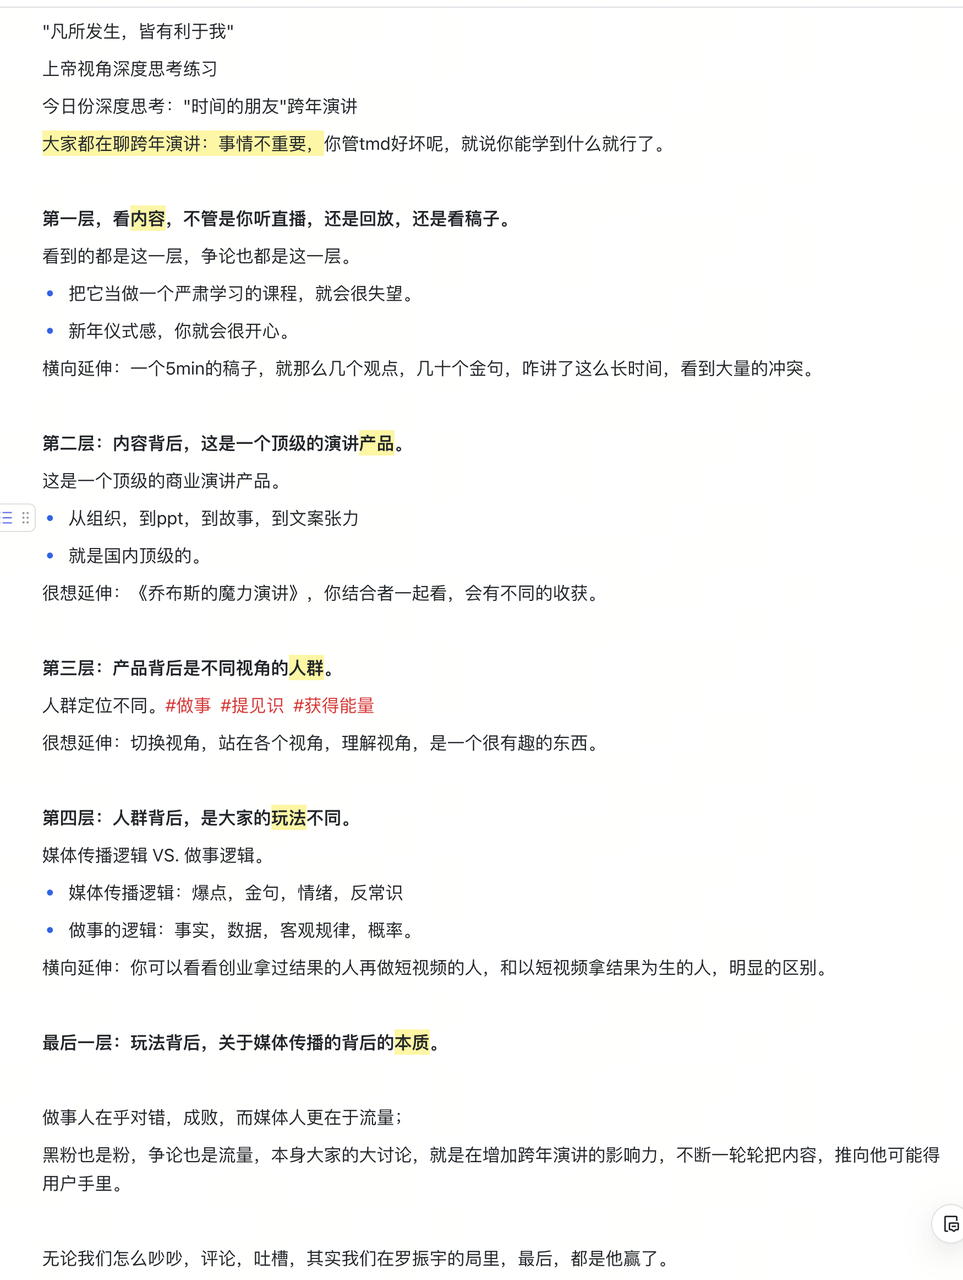 "凡所发生，皆有利于我"
上帝视角深度思考练习
今日份深度思考："时间的朋友"跨年演讲
大家都在聊跨年演讲：事情不重要，你管tmd好坏呢，就说你能学到什么就行了。
第一层，看内容，不管是你听直播，还是回放，还是看稿子。
看到的都是这一层，争论也都是这一层。
• 把它当做一个严肃学习的课程，就会很失望。
• 新年仪式感，你就会很开心。
横向延伸：一个5min的稿子，就那么几个观点，几十个金句，咋讲了这么长时间，看到大量的冲突。
第二层：内容背后，这是一个顶级的演讲产品。
这是一个顶级的商业演讲产品。
• 从组织，到ppt，到故事，到文案张力
• 就是国内顶级的。
很想延伸：《乔布斯的魔力演讲》，你结合者一起看，会有不同的收获。
第三层：产品背后是不同视角的人群。
人群定位不同。#做事 #提见识 #获得能量
很想延伸：切换视角，站在各个视角，理解视角，是一个很有趣的东西。
第四层：人群背后，是大家的玩法不同。
媒体传播逻辑 VS. 做事逻辑。
• 媒体传播逻辑：爆点，金句，情绪，反常识
• 做事的逻辑：事实，数据，客观规律，概率。
横向延伸：你可以看看创业拿过结果的人再做短视频的人，和以短视频拿结果为生的人，明显的区别。
最后一层：玩法背后，关于媒体传播的背后的本质。
做事人在乎对错，成败，而媒体人更在于流量；
黑粉也是粉，争论也是流量，本身大家的大讨论，就是在增加跨年演讲的影响力，不断一轮轮把内容，推向他可能得
用户手里。
无论我们怎么吵吵，评论，吐槽，其实我们在罗振宇的局里，最后，都是他赢了。